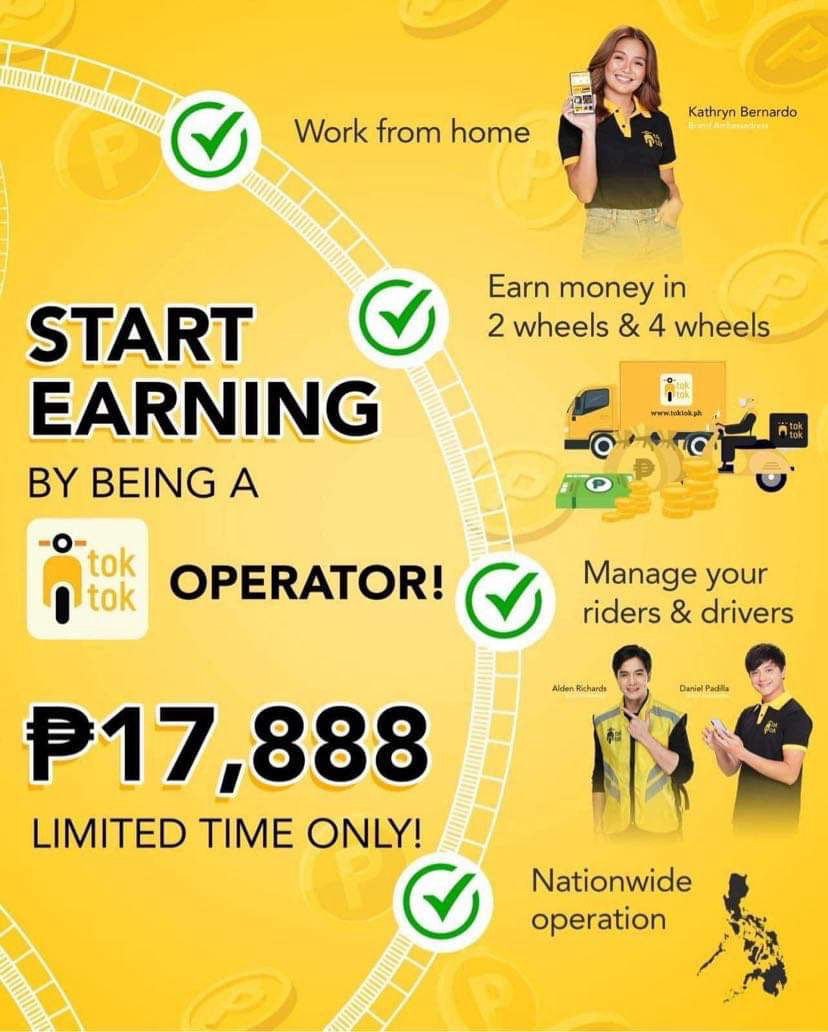 Work from home
Kathryn Bernardo
Brand Ambassadress
START
EARNING
BY BEING A
tok
tok
OPERATOR!
₱17,888
LIMITED TIME ONLY!
Earn money in
2 wheels & 4 wheels
tok
tok
www.toktok.ph
tok
tok
Manage your
riders & drivers
Alden Richards
Daniel Padilla
Nationwide
operation